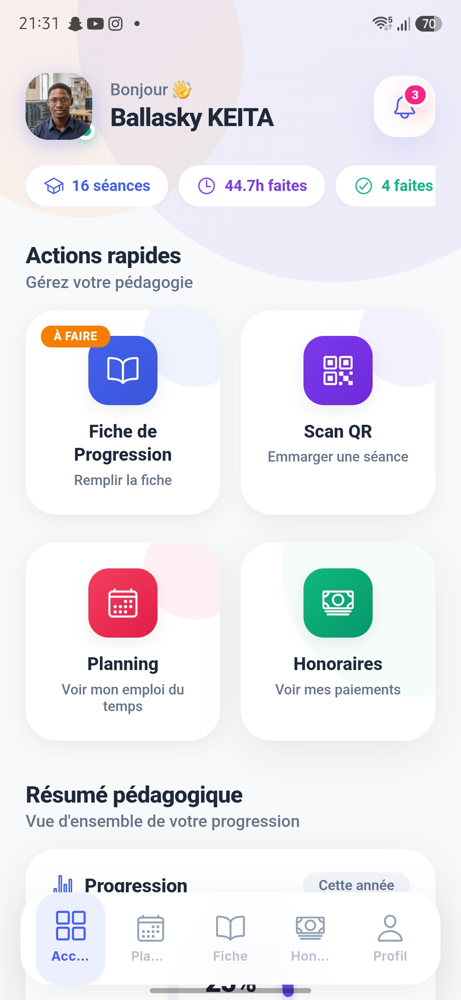 21:31
5
70
Bonjour 👋
Ballasky KEITA
3
16 séances
44.7h faites
4 faites
Actions rapides
Gérez votre pédagogie
À FAIRE
Fiche de
Progression
Remplir la fiche
Scan QR
Emmarger une séance
Planning
Voir mon emploi du
temps
Honoraires
Voir mes paiements
Résumé pédagogique
Vue d'ensemble de votre progression
Progression
Cette année
Acc...
Pla...
Fiche
Hon...
Profil